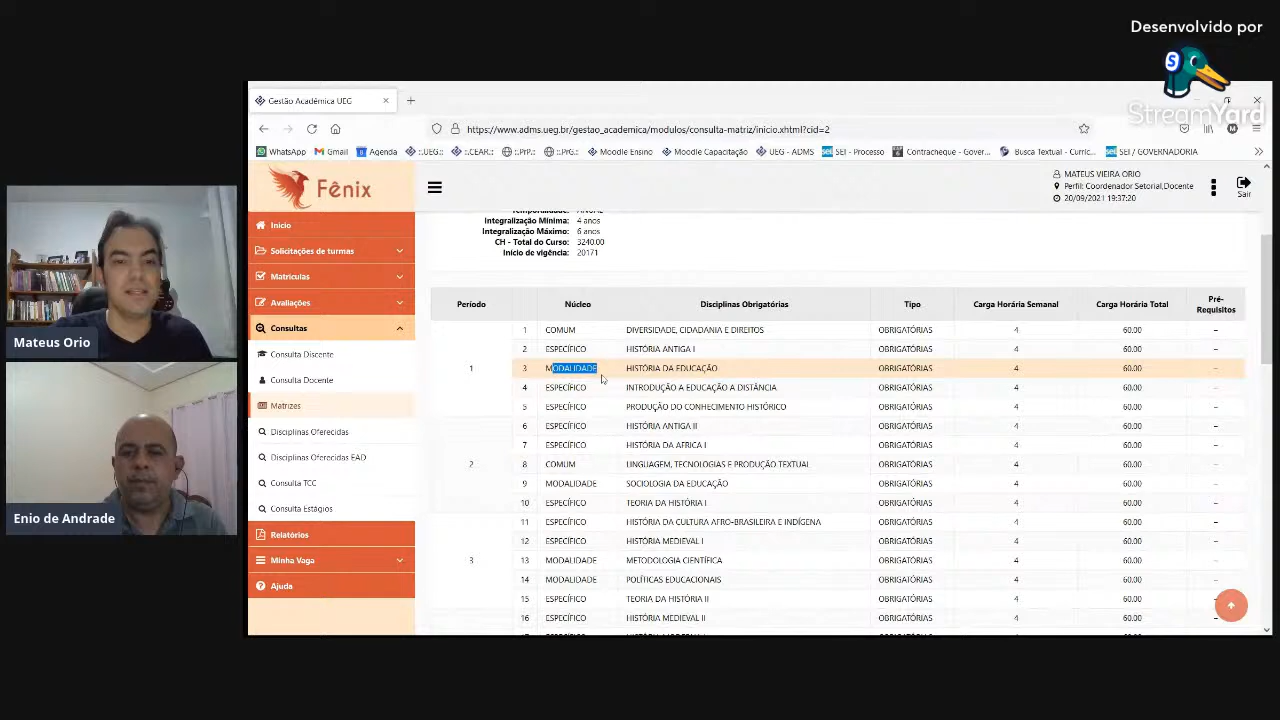 Desenvolvido por
StreamYard
Gestão Acadêmica UEG
https://www.adms.ueg.br/gestao_academica/modulos/consulta-matriz/inicio.xhtml?cid=2
WhatsApp Gmail Agenda ::.UEG:: ::.CEAR.:: ::.PrP.: ::.PrG.: Moodle Ensino Moodle Capacitação UEG - ADMS SEI - Processo Contracheque - Gover... Busca Textual - Curríc... SEI / GOVERNADORIA
Fênix
MATEUS VIEIRA ORIO
Perfil: Coordenador Setorial,Docente
20/09/2021 19:37:20
Sair
Início
Solicitações de turmas
Matrículas
Avaliações
Consultas
Consulta Discente
Consulta Docente
Matrizes
Disciplinas Oferecidas
Disciplinas Oferecidas EAD
Consulta TCC
Consulta Estágios
Relatórios
Minha Vaga
Ajuda
Temporalidade: ANUAL
Integralização Mínima: 4 anos
Integralização Máximo: 6 anos
CH - Total do Curso: 3240.00
Início de vigência: 20171
Período Núcleo Disciplinas Obrigatórias Tipo Carga Horária Semanal Carga Horária Total Pré-Requisitos
1 COMUM DIVERSIDADE, CIDADANIA E DIREITOS OBRIGATÓRIAS 4 60.00 –
2 ESPECÍFICO HISTÓRIA ANTIGA I OBRIGATÓRIAS 4 60.00 –
1 3 MODALIDADE HISTÓRIA DA EDUCAÇÃO OBRIGATÓRIAS 4 60.00 –
4 ESPECÍFICO INTRODUÇÃO A EDUCAÇÃO A DISTÂNCIA OBRIGATÓRIAS 4 60.00 –
5 ESPECÍFICO PRODUÇÃO DO CONHECIMENTO HISTÓRICO OBRIGATÓRIAS 4 60.00 –
6 ESPECÍFICO HISTÓRIA ANTIGA II OBRIGATÓRIAS 4 60.00 –
7 ESPECÍFICO HISTÓRIA DA AFRICA I OBRIGATÓRIAS 4 60.00 –
2 8 COMUM LINGUAGEM, TECNOLOGIAS E PRODUÇÃO TEXTUAL OBRIGATÓRIAS 4 60.00 –
9 MODALIDADE SOCIOLOGIA DA EDUCAÇÃO OBRIGATÓRIAS 4 60.00 –
10 ESPECÍFICO TEORIA DA HISTÓRIA I OBRIGATÓRIAS 4 60.00 –
11 ESPECÍFICO HISTÓRIA DA CULTURA AFRO-BRASILEIRA E INDÍGENA OBRIGATÓRIAS 4 60.00 –
12 ESPECÍFICO HISTÓRIA MEDIEVAL I OBRIGATÓRIAS 4 60.00 –
3 13 MODALIDADE METODOLOGIA CIENTÍFICA OBRIGATÓRIAS 4 60.00 –
14 MODALIDADE POLÍTICAS EDUCACIONAIS OBRIGATÓRIAS 4 60.00 –
15 ESPECÍFICO TEORIA DA HISTÓRIA II OBRIGATÓRIAS 4 60.00 –
16 ESPECÍFICO HISTÓRIA MEDIEVAL II OBRIGATÓRIAS 4 60.00 –
Mateus Orio
Enio de Andrade